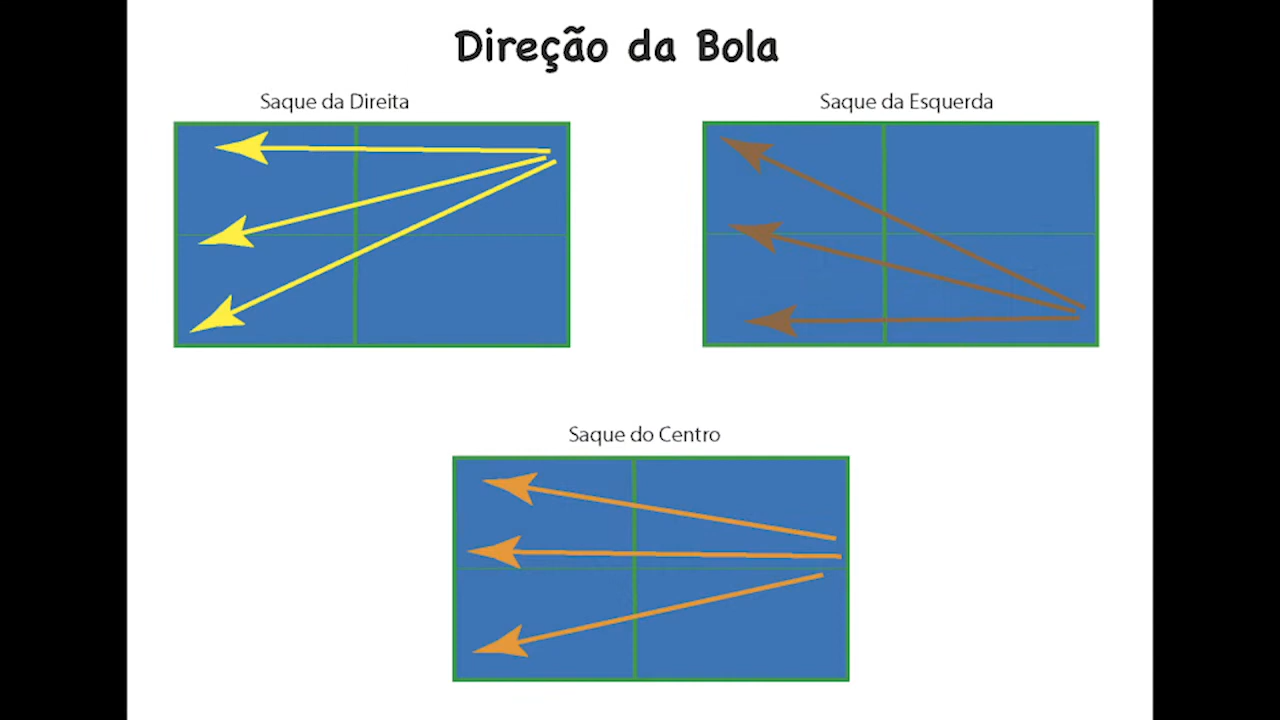 Direção da Bola
Saque da Direita
Saque da Esquerda
Saque do Centro